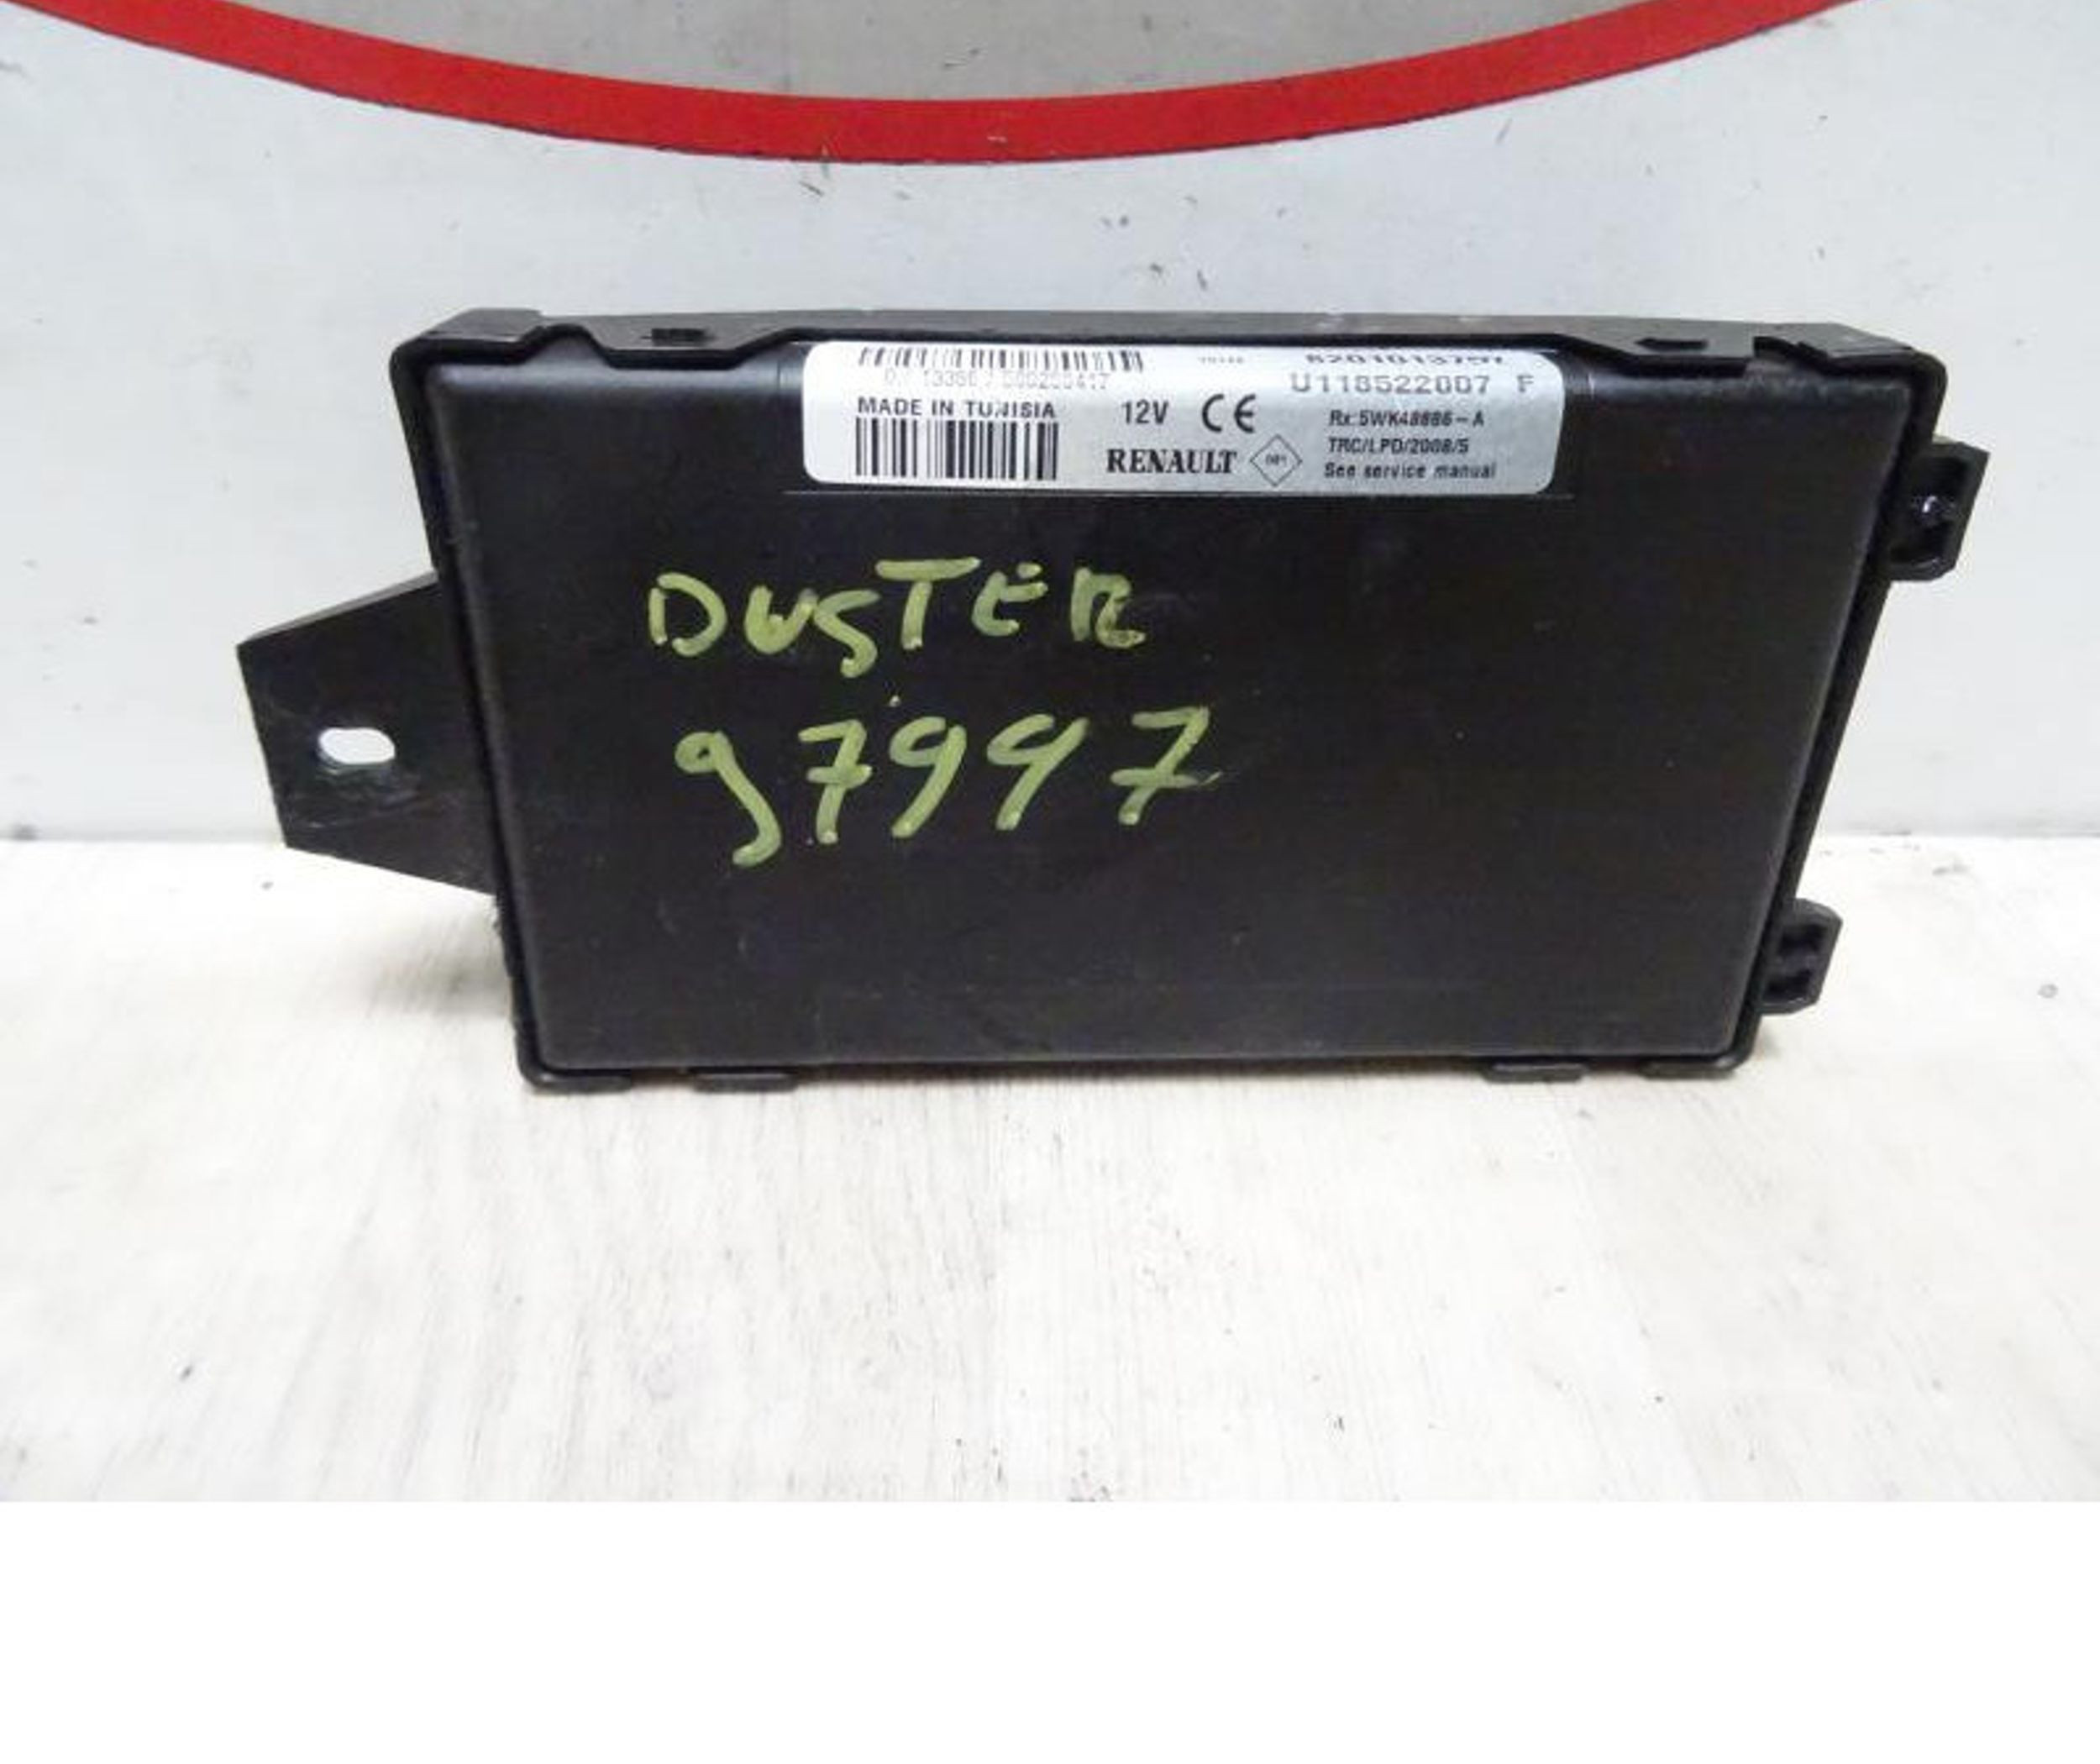 U118522007 F
MADE IN TUNISIA 12V CE Rx:5WK48886-A
TRC/LPD/2008/5
RENAULT See service manual
DUSTER
97997